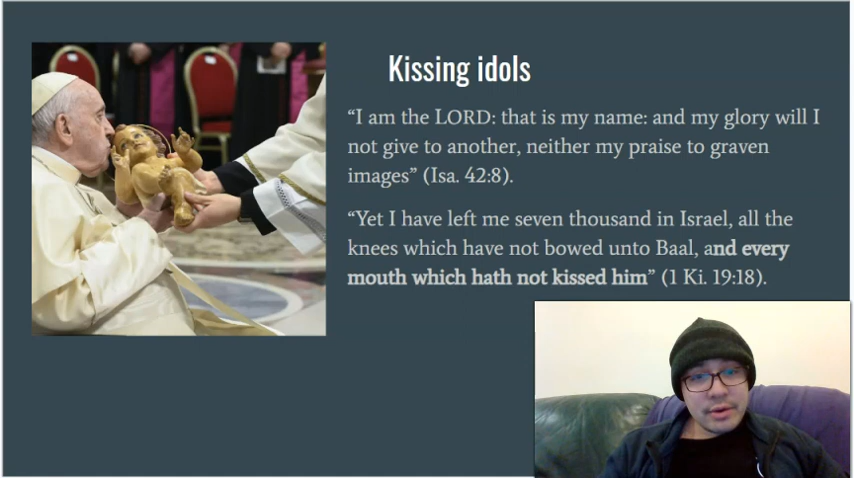 Kissing idols
“I am the LORD: that is my name: and my glory will I
not give to another, neither my praise to graven
images” (Isa. 42:8).
“Yet I have left me seven thousand in Israel, all the
knees which have not bowed unto Baal, and every
mouth which hath not kissed him” (1 Ki. 19:18).